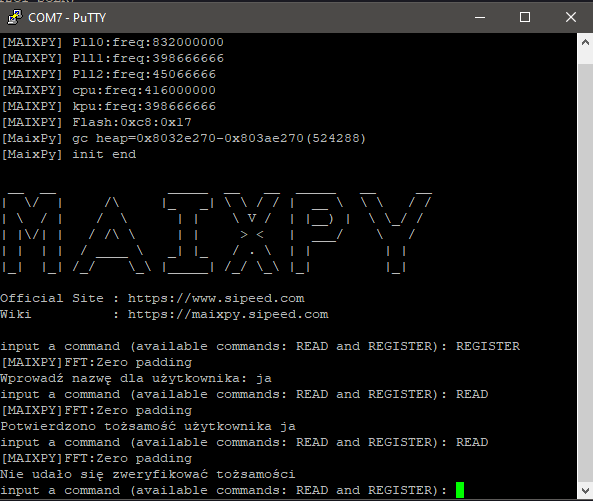 COM7 - PuTTY
[MAIXPY] Pll0:freq:832000000
[MAIXPY] Pll1:freq:398666666
[MAIXPY] Pll2:freq:45066666
[MAIXPY] cpu:freq:416000000
[MAIXPY] kpu:freq:398666666
[MAIXPY] Flash:0xc8:0x17
[MaixPy] gc heap=0x8032e270-0x803ae270(524288)
[MaixPy] init end
MAIXPY
Official Site : https://www.sipeed.com
Wiki          : https://maixpy.sipeed.com
input a command (available commands: READ and REGISTER): REGISTER
[MAIXPY]FFT:Zero padding
Wprowadź nazwę dla użytkownika: ja
input a command (available commands: READ and REGISTER): READ
[MAIXPY]FFT:Zero padding
Potwierdzono tożsamość użytkownika ja
input a command (available commands: READ and REGISTER): READ
[MAIXPY]FFT:Zero padding
Nie udało się zweryfikować tożsamości
input a command (available commands: READ and REGISTER):